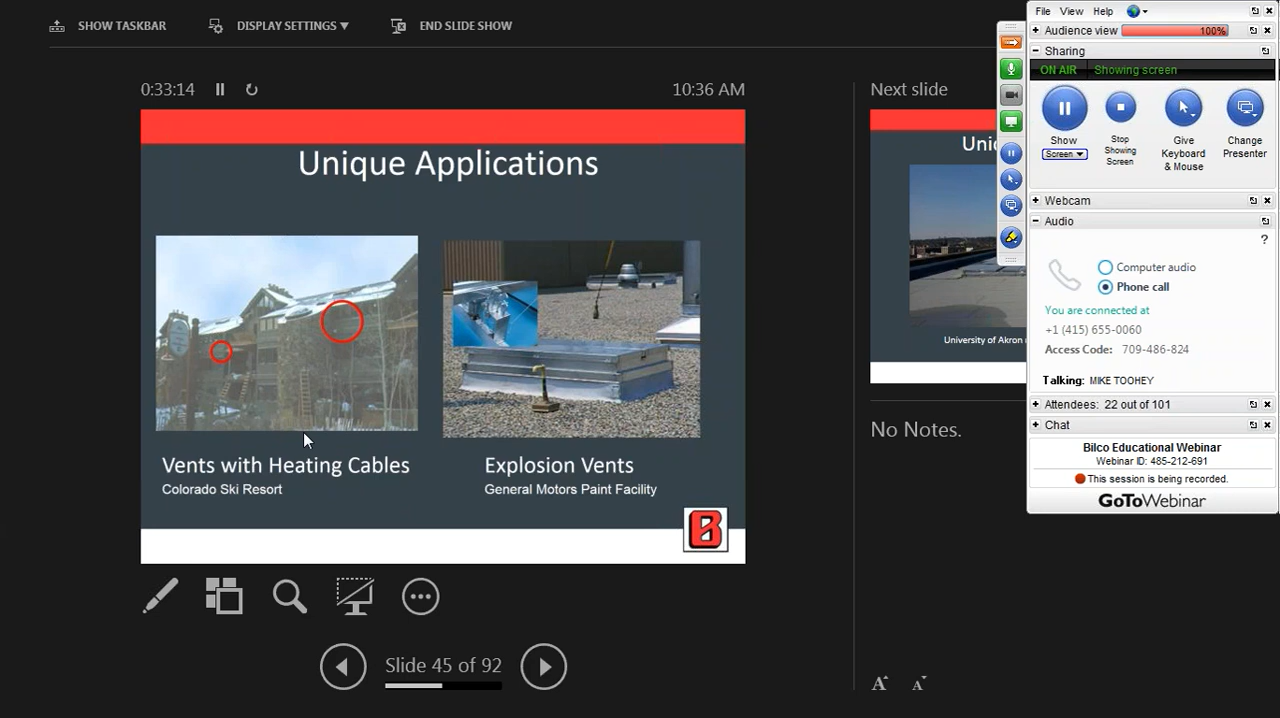 SHOW TASKBAR
DISPLAY SETTINGS
END SLIDE SHOW
0:33:14
10:36 AM
Unique Applications
Vents with Heating Cables
Colorado Ski Resort
Explosion Vents
General Motors Paint Facility
B
Slide 45 of 92
Next slide
University of Akron
No Notes.
A
A
File View Help
Audience view
100%
Sharing
ON AIR
Showing screen
Show
Screen
Stop
Showing
Screen
Give
Keyboard
& Mouse
Change
Presenter
Webcam
Audio
?
Computer audio
Phone call
You are connected at
+1 (415) 655-0060
Access Code: 709-486-824
Talking: MIKE TOOHEY
Attendees: 22 out of 101
Chat
Bilco Educational Webinar
Webinar ID: 485-212-691
This session is being recorded.
GoToWebinar